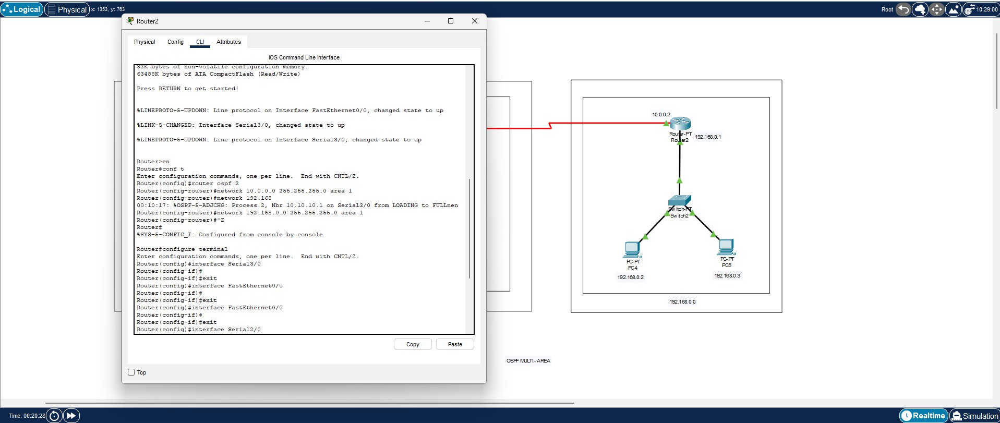 Logical Physical x: 1353, y: 763 Root 10:29:00
Router2
Physical Config CLI Attributes
IOS Command Line Interface
32K bytes of non-volatile configuration memory.
63488K bytes of ATA CompactFlash (Read/Write)
Press RETURN to get started!
%LINEPROTO-5-UPDOWN: Line protocol on Interface FastEthernet0/0, changed state to up
%LINK-5-CHANGED: Interface Serial3/0, changed state to up
%LINEPROTO-5-UPDOWN: Line protocol on Interface Serial3/0, changed state to up
Router>en
Router#conf t
Enter configuration commands, one per line.  End with CNTL/Z.
Router(config)#router ospf 2
Router(config-router)#network 10.0.0.0 255.255.255.0 area 1
Router(config-router)#network 192.168
00:10:17: %OSPF-5-ADJCHG: Process 2, Nbr 10.10.10.1 on Serial3/0 from LOADING to FULLnen
Router(config-router)#network 192.168.0.0 255.255.255.0 area 1
Router(config-router)#^Z
Router#
%SYS-5-CONFIG_I: Configured from console by console
Router#configure terminal
Enter configuration commands, one per line.  End with CNTL/Z.
Router(config)#interface Serial3/0
Router(config-if)#
Router(config-if)#exit
Router(config)#interface FastEthernet0/0
Router(config-if)#
Router(config-if)#exit
Router(config)#interface FastEthernet0/0
Router(config-if)#
Router(config-if)#exit
Router(config)#interface Serial2/0
Copy Paste
Top
10.0.0.2
Router-PT
Router2
192.168.0.1
Switch-PT
Switch2
PC-PT
PC4
192.168.0.2
PC-PT
PC5
192.168.0.3
192.168.0.0
OSPF MULTI - AREA
Time: 00:20:28 Realtime Simulation